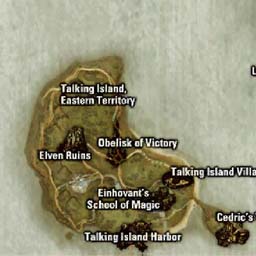 Talking Island,
Eastern Territory
Obelisk of Victory
Elven Ruins
Talking Island Villa
Einhovant's
School of Magic
Cedric's
Talking Island Harbor